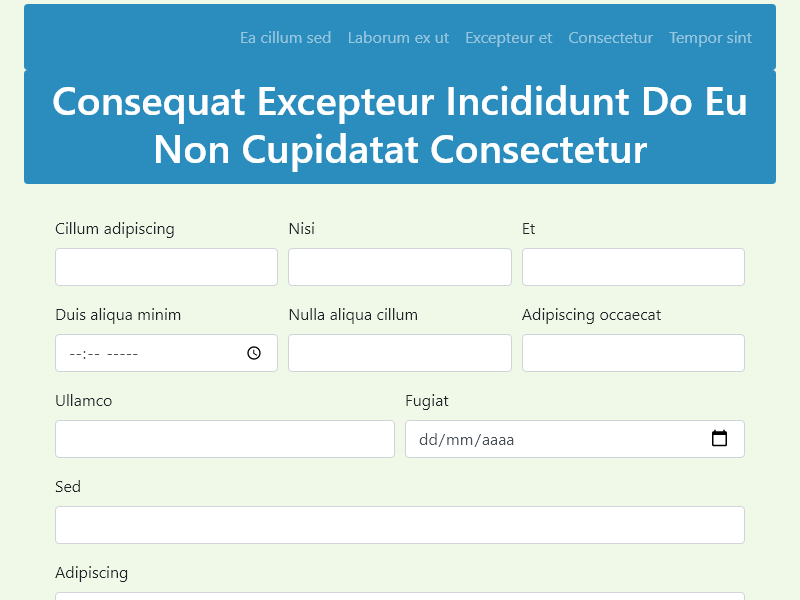 Ea cillum sed Laborum ex ut Excepteur et Consectetur Tempor sint
Consequat Excepteur Incididunt Do Eu
Non Cupidatat Consectetur
Cillum adipiscing Nisi Et
Duis aliqua minim Nulla aliqua cillum Adipiscing occaecat
--:-- -----
Ullamco Fugiat
dd/mm/aaaa
Sed
Adipiscing